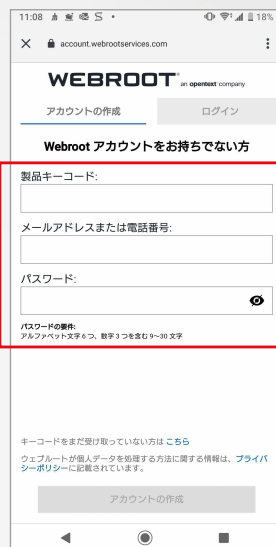 11:08
18%
account.webrootservices.com
WEBROOT an opentext company
アカウントの作成
ログイン
Webroot アカウントをお持ちでない方
製品キーコード:
メールアドレスまたは電話番号:
パスワード:
パスワードの要件:
アルファベット文字 6 つ、数字 3 つを含む 9～30 文字
キーコードをまだ受け取っていない方は こちら
ウェブルートが個人データを処理する方法に関する情報は、プライバ
シーポリシーに記載されています。
アカウントの作成